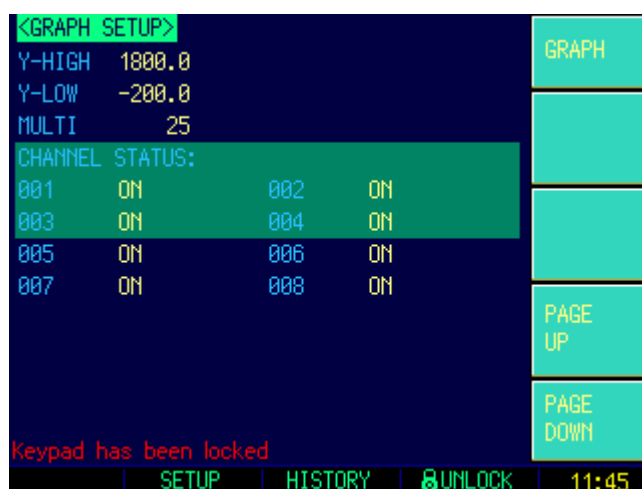 <GRAPH SETUP>
Y-HIGH 1800.0
Y-LOW -200.0
MULTI 25
CHANNEL STATUS:
001 ON 002 ON
003 ON 004 ON
005 ON 006 ON
007 ON 008 ON
Keypad has been locked
GRAPH
PAGE
UP
PAGE
DOWN
SETUP HISTORY UNLOCK 11:45